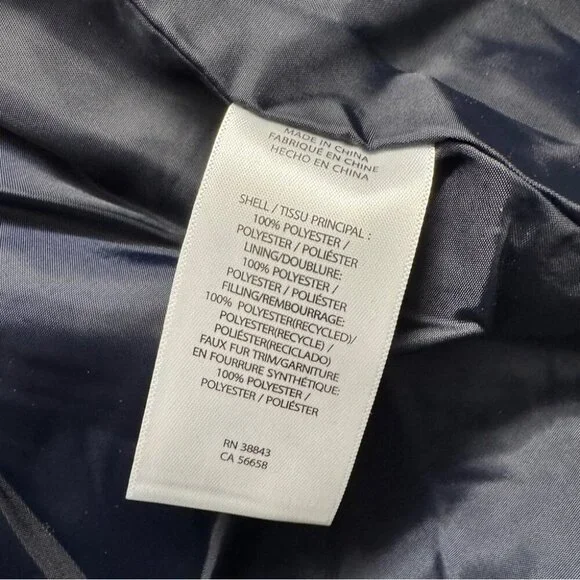 MADE IN CHINA
FABRIQUÉ EN CHINE
HECHO EN CHINA
SHELL / TISSU PRINCIPAL :
100% POLYESTER /
POLYESTER / POLIÉSTER
LINING/DOUBLURE:
100% POLYESTER /
POLYESTER / POLIÉSTER
FILLING/REMBOURRAGE:
100% POLYESTER(RECYCLED)/
POLYESTER(RECYCLE) /
POLIÉSTER(RECICLADO)
FAUX FUR TRIM/GARNITURE
EN FOURRURE SYNTHÉTIQUE:
100% POLYESTER /
POLYESTER / POLIÉSTER
RN 38843
CA 56658